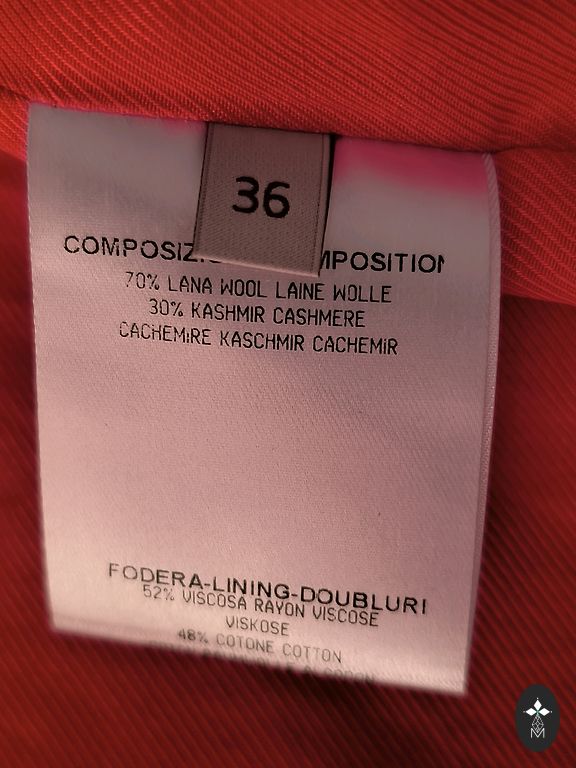 36
COMPOSIZ MPOSITION
70% LANA WOOL LAINE WOLLE
30% KASHMIR CASHMERE
CACHEMIRE KASCHMIR CACHEMIR
FODERA-LINING-DOUBLURI
52% VISCOSA RAYON VISCOSE
VISKOSE
48% COTONE COTTON
M